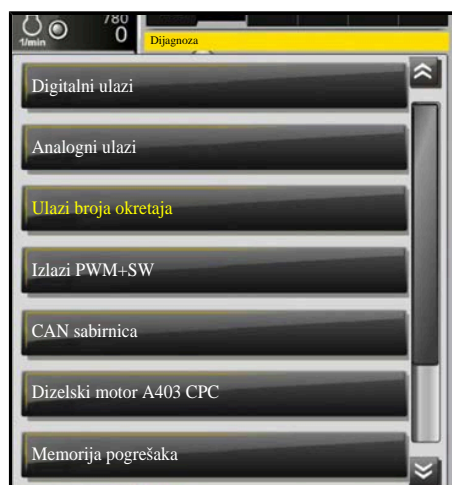 780
1/min 0
Dijagnoza
Digitalni ulazi
Analogni ulazi
Ulazi broja okretaja
Izlazi PWM+SW
CAN sabirnica
Dizelski motor A403 CPC
Memorija pogrešaka